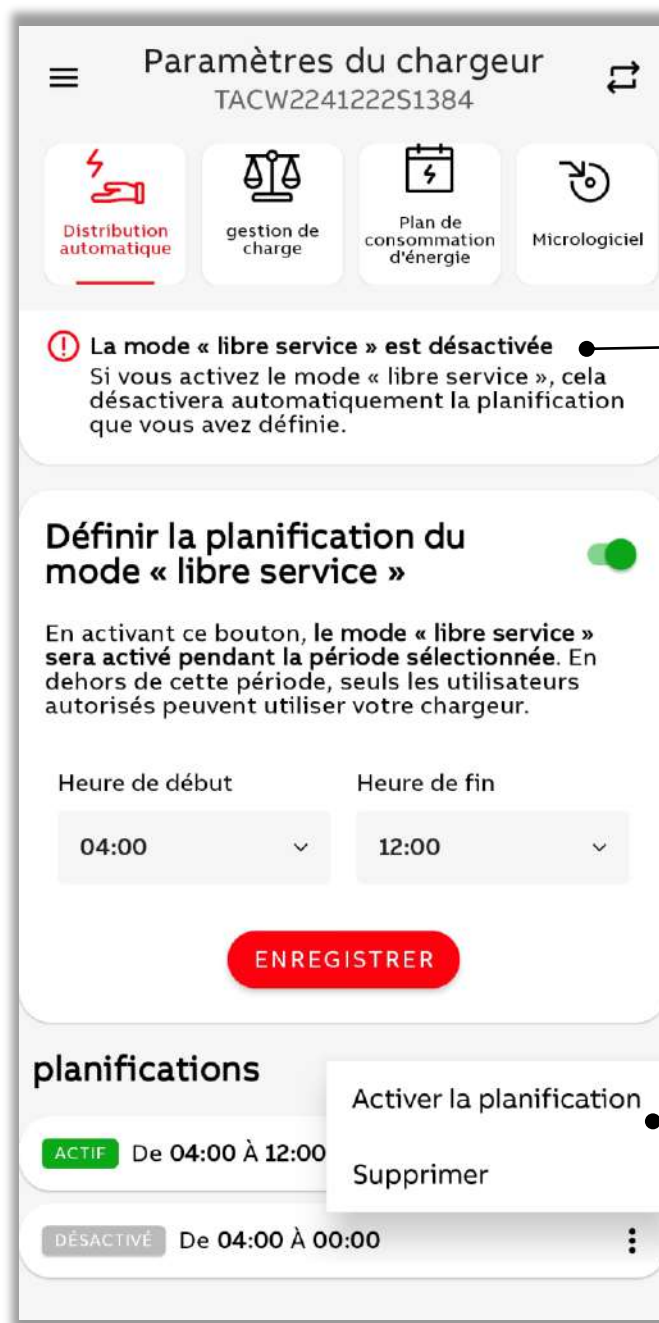 Paramètres du chargeur
TACW2241222S1384
Distribution
automatique
gestion de
charge
Plan de
consommation
d'énergie
Micrologiciel
La mode « libre service » est désactivée
Si vous activez le mode « libre service », cela
désactivera automatiquement la planification
que vous avez définie.
Définir la planification du
mode « libre service »
En activant ce bouton, le mode « libre service »
sera activé pendant la période sélectionnée. En
dehors de cette période, seuls les utilisateurs
autorisés peuvent utiliser votre chargeur.
Heure de début
Heure de fin
04:00
12:00
ENREGISTRER
planifications
Activer la planification
ACTIF De 04:00 À 12:00
Supprimer
DÉSACTIVÉ De 04:00 À 00:00